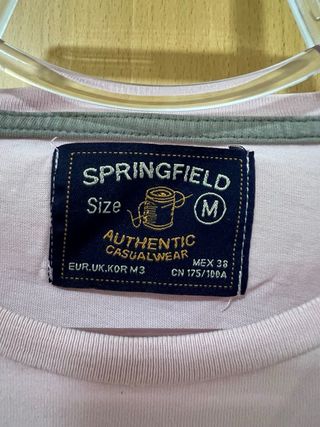 SPRINGFIELD
Size M
AUTHENTIC
CASUALWEAR
EUR.UK.KOR M3 MEX 38
CN 175/100A